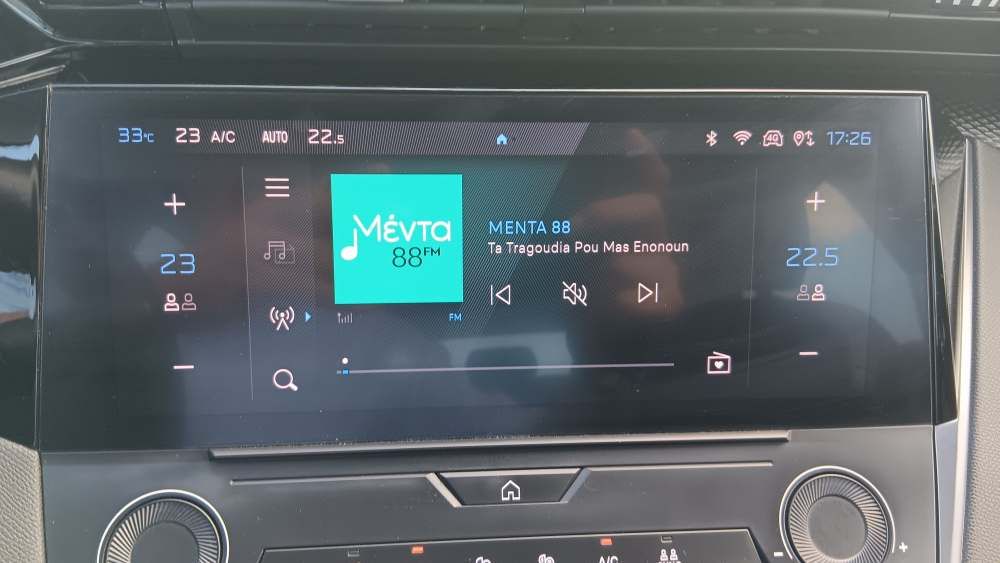 33°C 23 A/C AUTO 22.5 4G 17:26
+ +
Μέντα
88FM
MENTA 88
Ta Tragoudia Pou Mas Enonoun
23 22.5
FM
− −
A/C
− +